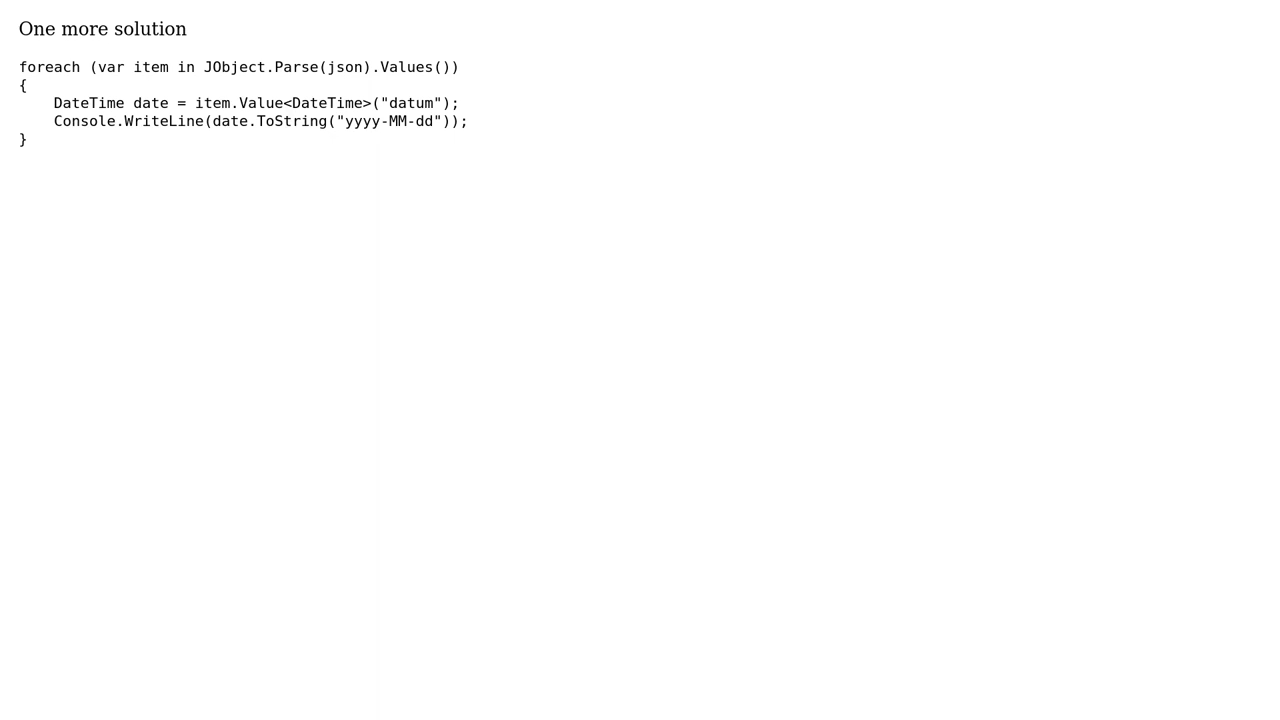 One more solution
foreach (var item in JObject.Parse(json).Values())
{
    DateTime date = item.Value<DateTime>("datum");
    Console.WriteLine(date.ToString("yyyy-MM-dd"));
}